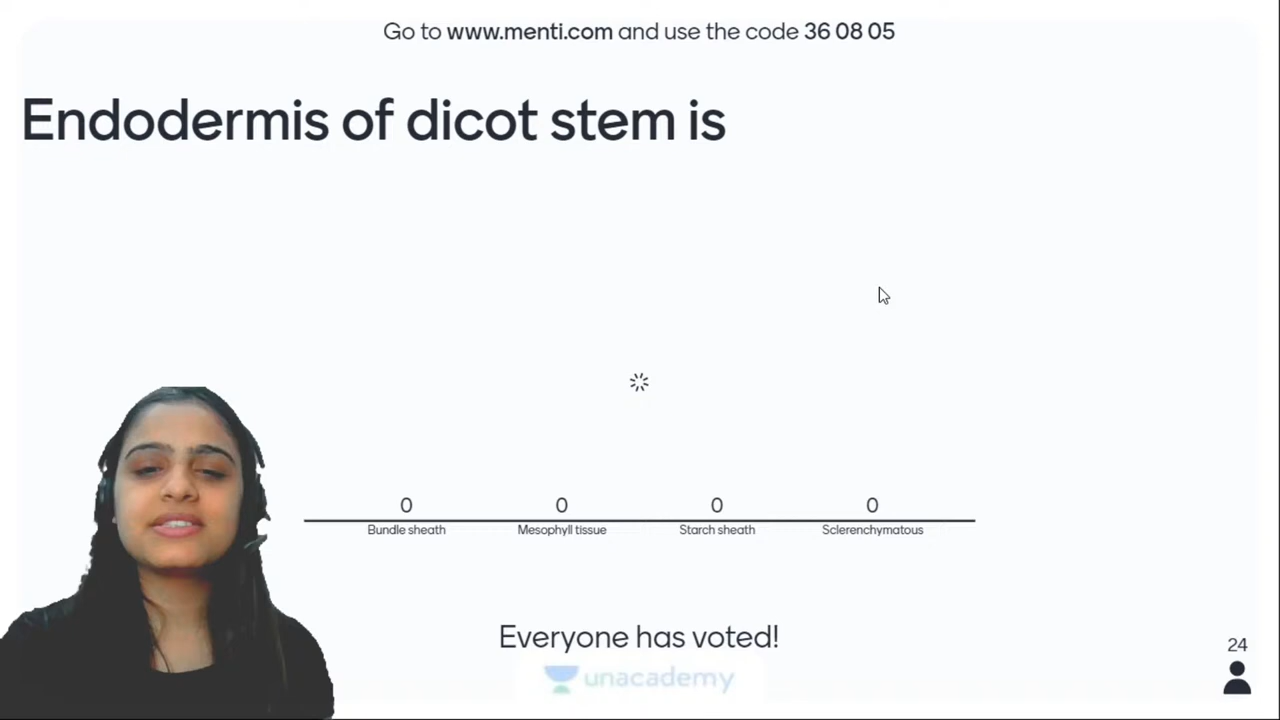 Go to www.menti.com and use the code 36 08 05
Endodermis of dicot stem is
0 0 0 0
Bundle sheath Mesophyll tissue Starch sheath Sclerenchymatous
Everyone has voted!
24
unacademy